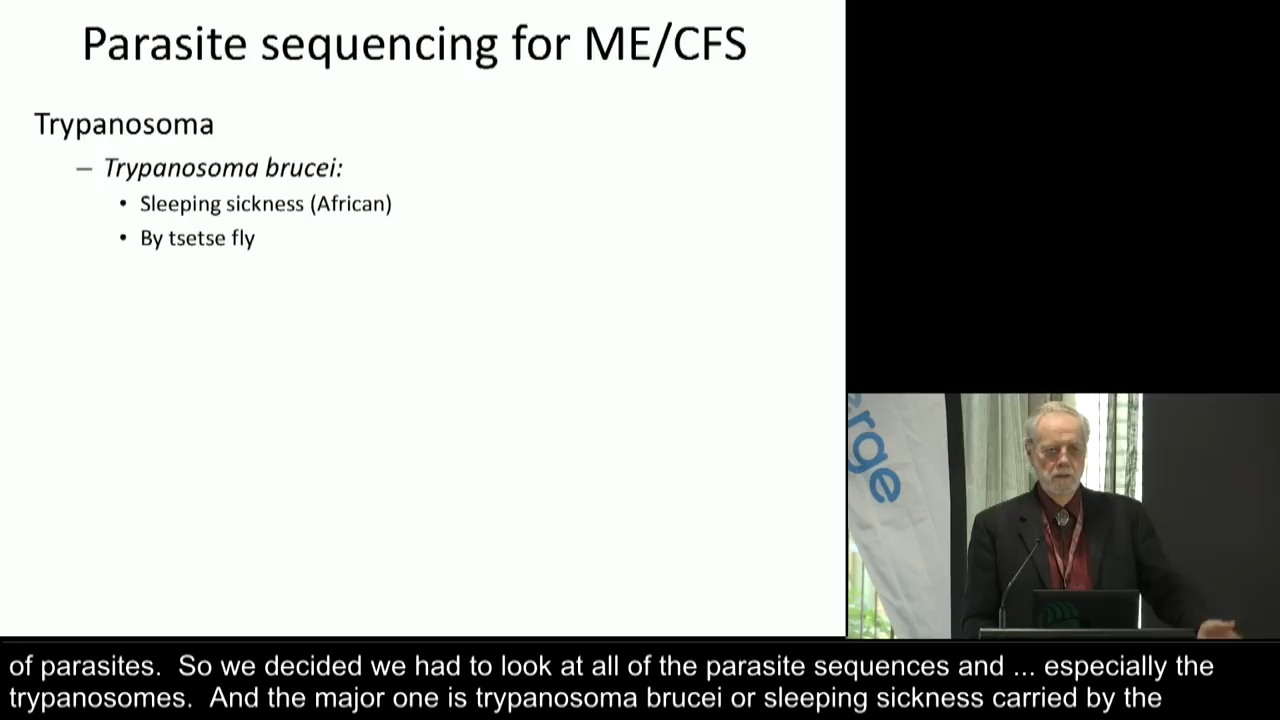 Parasite sequencing for ME/CFS
Trypanosoma
– Trypanosoma brucei:
• Sleeping sickness (African)
• By tsetse fly
erge
of parasites.  So we decided we had to look at all of the parasite sequences and ... especially the
trypanosomes.  And the major one is trypanosoma brucei or sleeping sickness carried by the